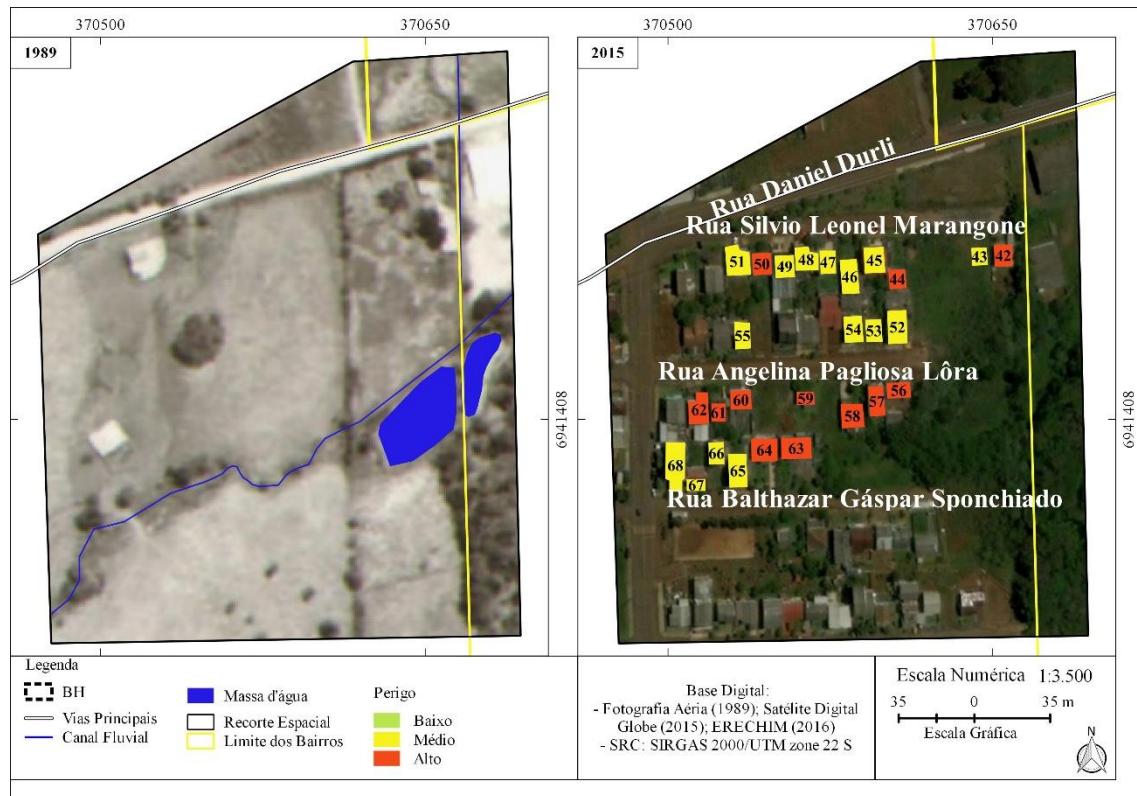 370500
370650
370500
370650
1989
2015
Rua Daniel Durli
Rua Silvio Leonel Marangone
51
50
49
48
47
46
45
44
43
42
55
54
53
52
Rua Angelina Pagliosa Lôra
62
61
60
59
58
57
56
68
67
66
65
64
63
Rua Balthazar Gáspar Sponchiado
6941408
6941408
Legenda
BH
Vias Principais
Canal Fluvial
Massa d'água
Recorte Espacial
Limite dos Bairros
Perigo
Baixo
Médio
Alto
Base Digital:
- Fotografia Aéria (1989); Satélite Digital
Globe (2015); ERECHIM (2016)
- SRC: SIRGAS 2000/UTM zone 22 S
Escala Numérica 1:3.500
35 0 35 m
Escala Gráfica
N